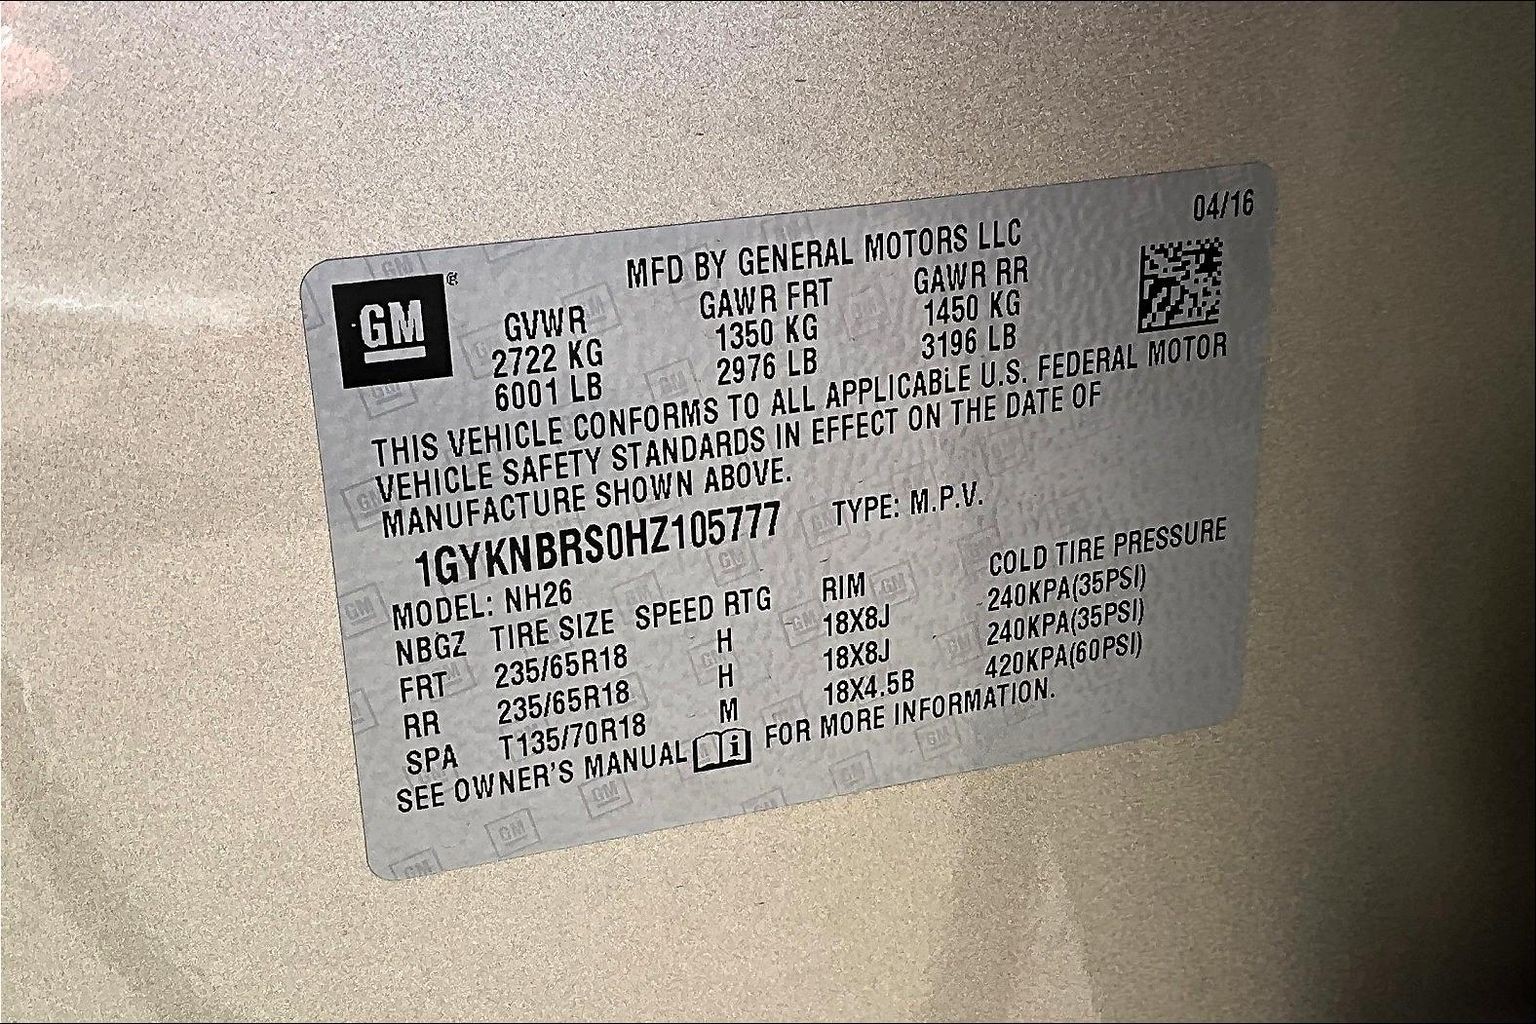 04/16
MFD BY GENERAL MOTORS LLC
GM ®
GVWR GAWR FRT GAWR RR
2722 KG 1350 KG 1450 KG
6001 LB 2976 LB 3196 LB
THIS VEHICLE CONFORMS TO ALL APPLICABLE U.S. FEDERAL MOTOR
VEHICLE SAFETY STANDARDS IN EFFECT ON THE DATE OF
MANUFACTURE SHOWN ABOVE.
1GYKNBRS0HZ105777 TYPE: M.P.V.
MODEL: NH26
NBGZ TIRE SIZE SPEED RTG RIM COLD TIRE PRESSURE
FRT 235/65R18 H 18X8J 240KPA(35PSI)
RR 235/65R18 H 18X8J 240KPA(35PSI)
SPA T135/70R18 M 18X4.5B 420KPA(60PSI)
SEE OWNER'S MANUAL FOR MORE INFORMATION.